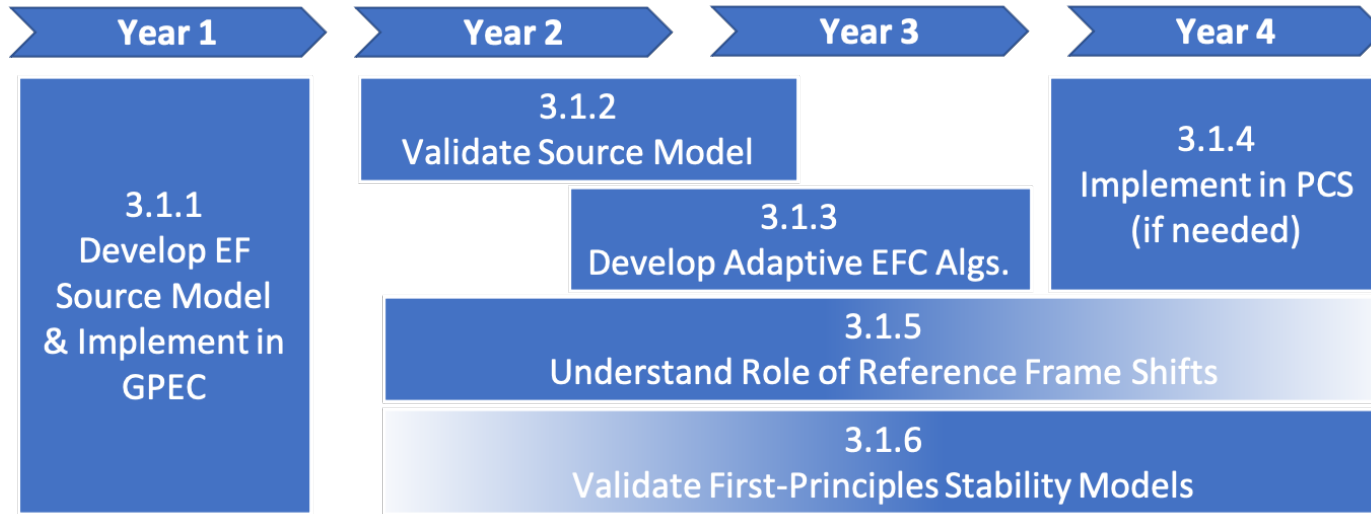 Year 1
Year 2
Year 3
Year 4
3.1.1
Develop EF
Source Model
& Implement in
GPEC
3.1.2
Validate Source Model
3.1.3
Develop Adaptive EFC Algs.
3.1.4
Implement in PCS
(if needed)
3.1.5
Understand Role of Reference Frame Shifts
3.1.6
Validate First-Principles Stability Models